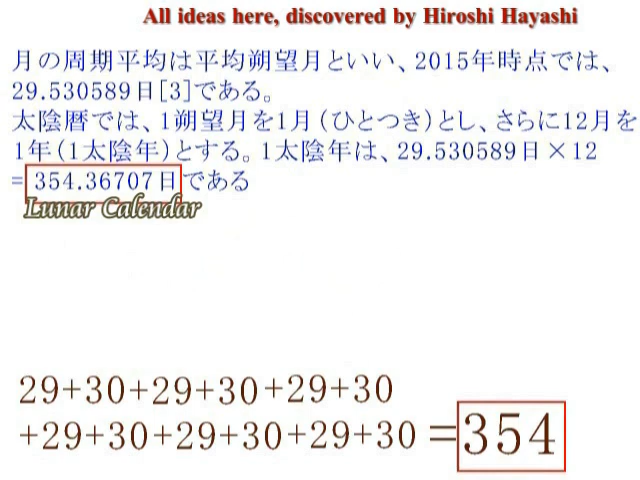 All ideas here, discovered by Hiroshi Hayashi
月の周期平均は平均朔望月といい、2015年時点では、
29.530589日[3]である。
太陰暦では、1朔望月を1月(ひとつき)とし、さらに12月を
1年(1太陰年)とする。1太陰年は、29.530589日×12
= 354.36707日である
Lunar Calendar
29+30+29+30+29+30
+29+30+29+30+29+30 =354